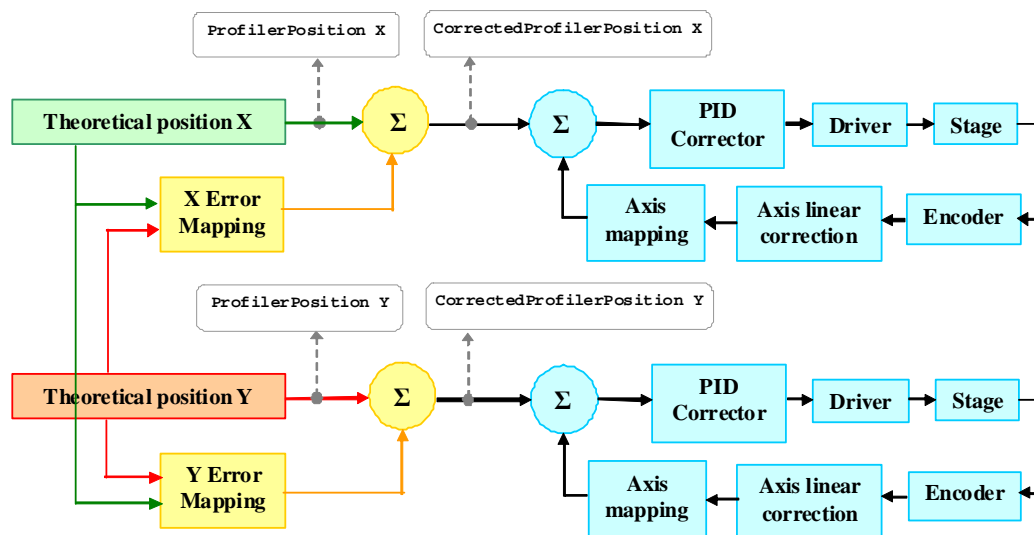 ProfilerPosition X
CorrectedProfilerPosition X
Theoretical position X
Σ
Σ
PID
Corrector
Driver
Stage
X Error
Mapping
Axis
mapping
Axis linear
correction
Encoder
ProfilerPosition Y
CorrectedProfilerPosition Y
Theoretical position Y
Σ
Σ
PID
Corrector
Driver
Stage
Y Error
Mapping
Axis
mapping
Axis linear
correction
Encoder